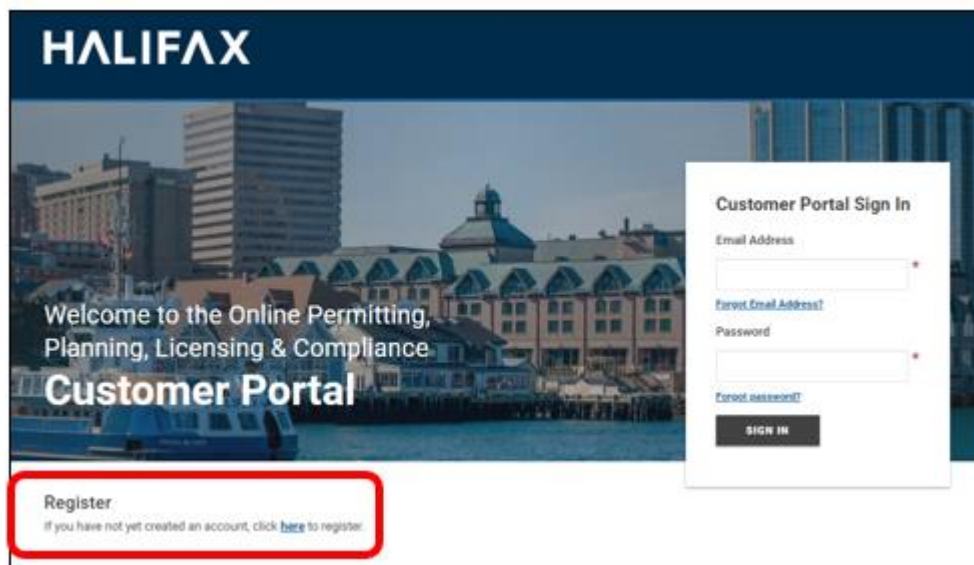 HALIFAX
Welcome to the Online Permitting,
Planning, Licensing & Compliance
Customer Portal
Customer Portal Sign In
Email Address
*
Forgot Email Address?
Password
*
Forgot password?
SIGN IN
Register
If you have not yet created an account, click here to register.